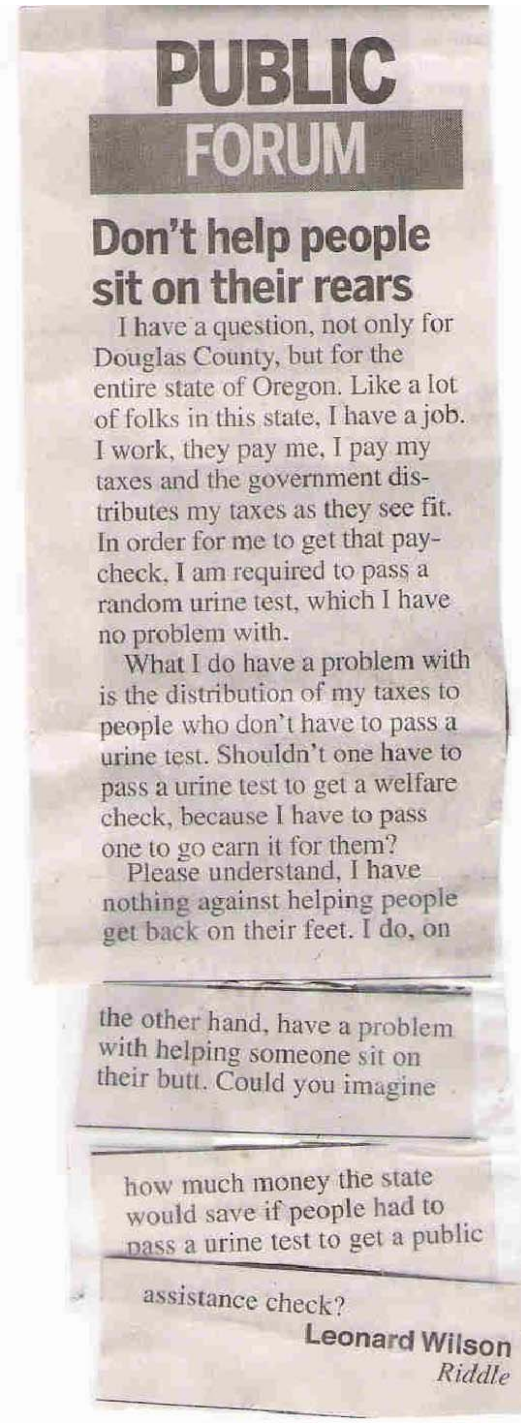 PUBLIC
FORUM
Don't help people
sit on their rears
I have a question, not only for
Douglas County, but for the
entire state of Oregon. Like a lot
of folks in this state, I have a job.
I work, they pay me, I pay my
taxes and the government dis-
tributes my taxes as they see fit.
In order for me to get that pay-
check, I am required to pass a
random urine test, which I have
no problem with.
What I do have a problem with
is the distribution of my taxes to
people who don't have to pass a
urine test. Shouldn't one have to
pass a urine test to get a welfare
check, because I have to pass
one to go earn it for them?
Please understand, I have
nothing against helping people
get back on their feet. I do, on
the other hand, have a problem
with helping someone sit on
their butt. Could you imagine
how much money the state
would save if people had to
pass a urine test to get a public
assistance check?
Leonard Wilson
Riddle